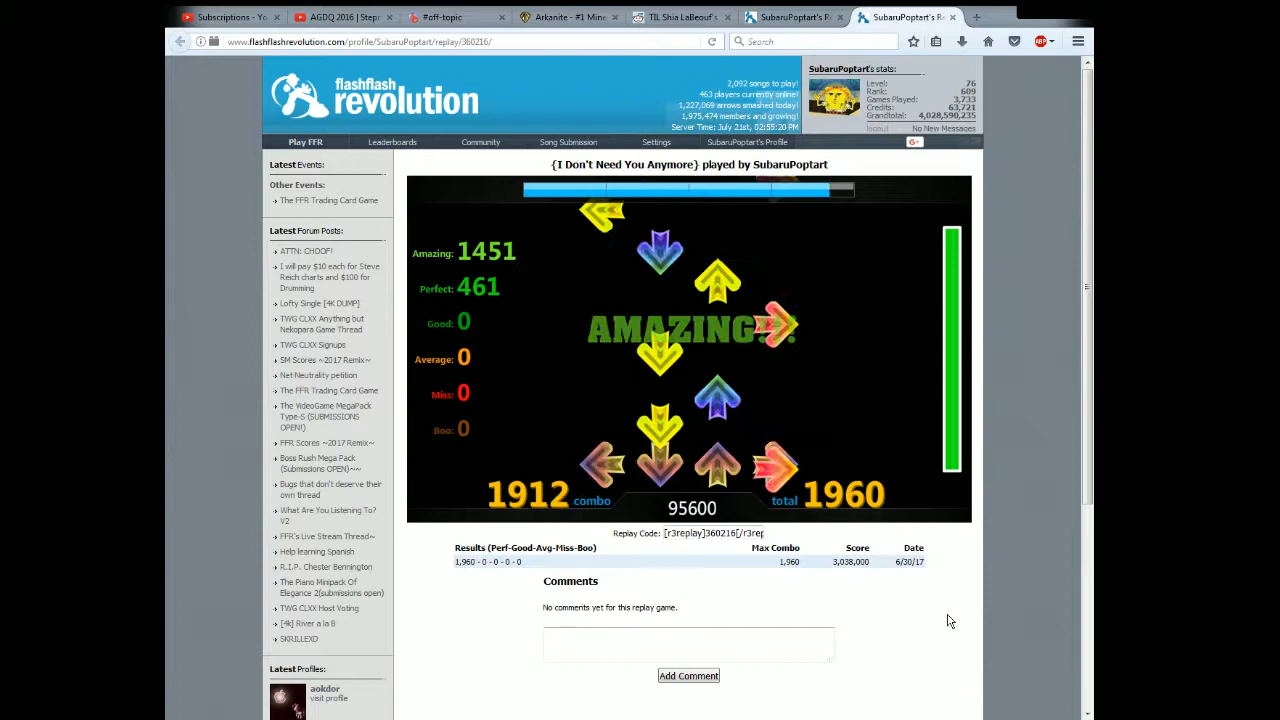 Subscriptions - Yo
AGDQ 2016 | Stepr
#off-topic
Arkanite - #1 Mine
TIL Shia LaBeouf's
SubaruPoptart's R
SubaruPoptart's Re
www.flashflashrevolution.com/profile/SubaruPoptart/replay/360216/
Search
ABP
flashflash
revolution
2,092 songs to play!
463 players currently online!
1,227,069 arrows smashed today!
1,975,474 members and growing!
Server Time: July 21st, 02:55:20 PM
SubaruPoptart's stats:
Level: 76
Rank: 609
Games Played: 3,733
Credits: 63,721
Grandtotal: 4,028,590,235
logout No New Messages
Play FFR Leaderboards Community Song Submission Settings SubaruPoptart's Profile G+
Latest Events:
Other Events:
The FFR Trading Card Game
Latest Forum Posts:
ATTN: CHOOF!
I will pay $10 each for Steve
Reich charts and $100 for
Drumming
Lofty Single [4K DUMP]
TWG CLXX Anything but
Nekopara Game Thread
TWG CLXX Signups
SM Scores ~2017 Remix~
Net Neutrality petition
The FFR Trading Card Game
The VideoGame MegaPack
Type-S (SUBMISSIONS
OPEN!)
FFR Scores ~2017 Remix~
Boss Rush Mega Pack
(Submissions OPEN)~~
Bugs that don't deserve their
own thread
What Are You Listening To?
V2
FFR's Live Stream Thread~
Help learning Spanish
R.I.P. Chester Bennington
The Piano Minipack Of
Elegance 2(submissions open)
TWG CLXX Host Voting
[4k] River a la B
SKRILLEXD
Latest Profiles:
aokdor
visit profile
{I Don't Need You Anymore} played by SubaruPoptart
Amazing: 1451
Perfect: 461
Good: 0
Average: 0
Miss: 0
Boo: 0
AMAZING!!!
1912 combo
95600
total 1960
Replay Code: [r3replay]360216[/r3rep
Results (Perf-Good-Avg-Miss-Boo) Max Combo Score Date
1,960 - 0 - 0 - 0 - 0 1,960 3,038,000 6/30/17
Comments
No comments yet for this replay game.
Add Comment